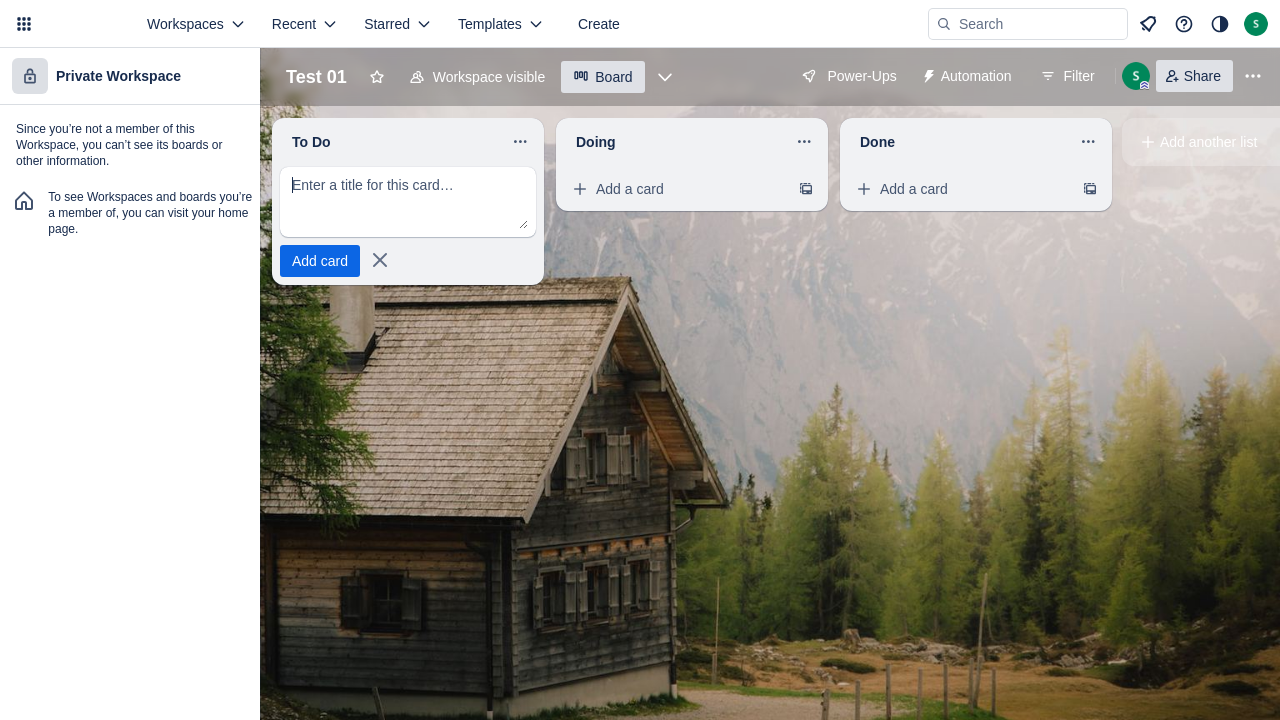 Workspaces
Recent
Starred
Templates
Create
Search
S
Private Workspace
Since you’re not a member of this
Workspace, you can’t see its boards or
other information.
To see Workspaces and boards you’re
a member of, you can visit your home
page.
Test 01
Workspace visible
Board
Power-Ups
Automation
Filter
S
Share
To Do
Enter a title for this card…
Add card
Doing
Add a card
Done
Add a card
Add another list